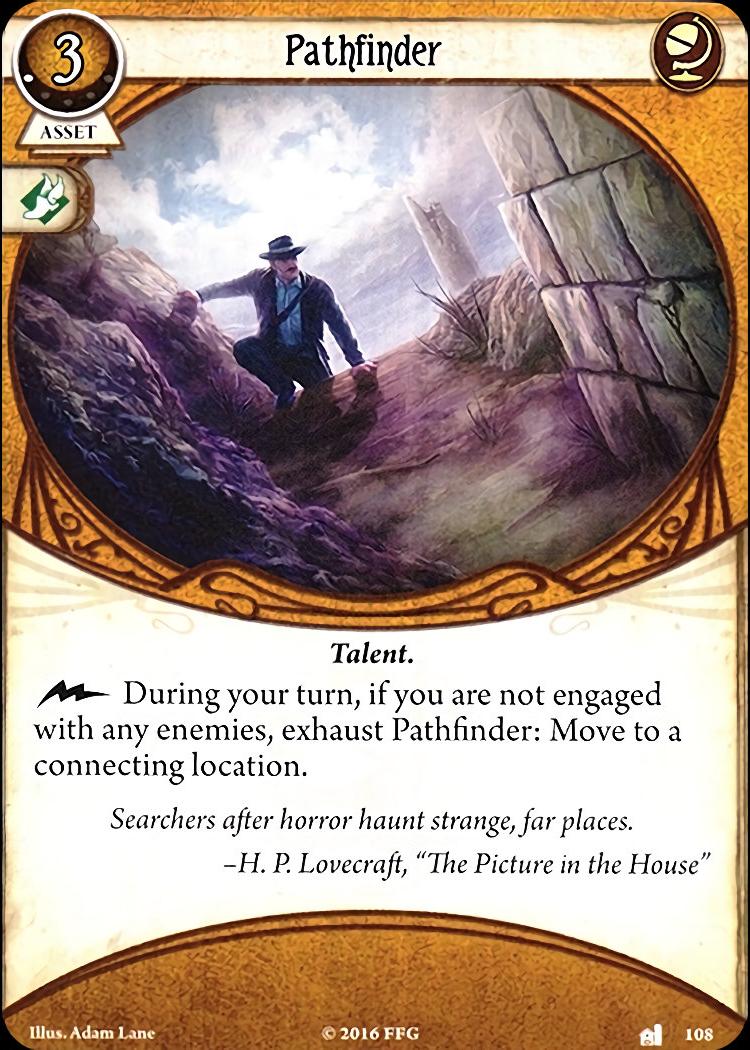 3
Pathfinder
ASSET
Talent.
During your turn, if you are not engaged
with any enemies, exhaust Pathfinder: Move to a
connecting location.
Searchers after horror haunt strange, far places.
–H. P. Lovecraft, “The Picture in the House”
Illus. Adam Lane
© 2016 FFG
108